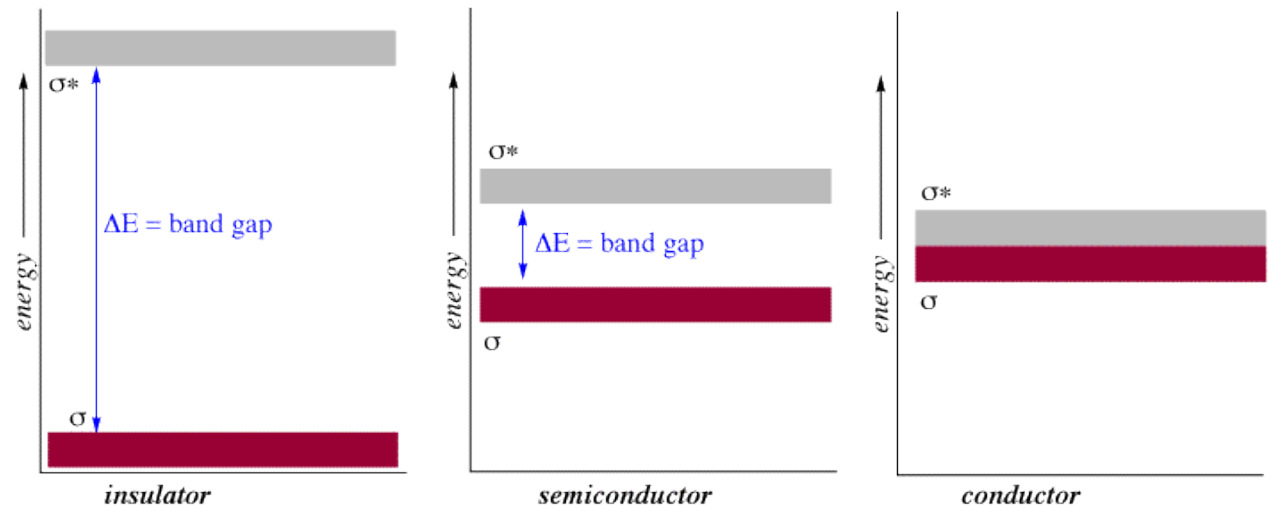 energy
σ*
ΔE = band gap
σ
insulator
energy
σ*
ΔE = band gap
σ
semiconductor
energy
σ*
σ
conductor